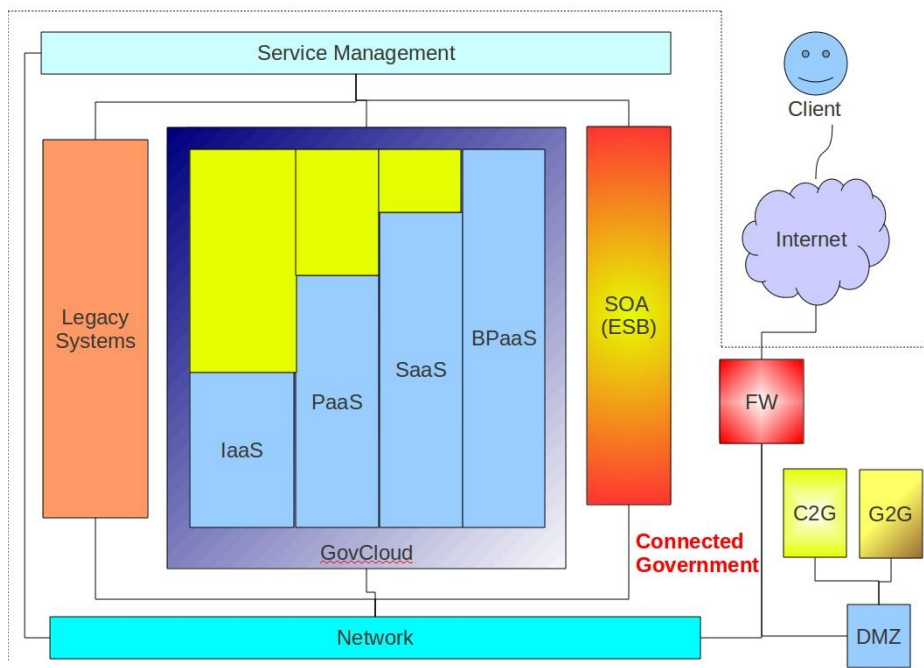 Service Management
Client
Internet
Legacy
Systems
IaaS
PaaS
SaaS
BPaaS
SOA
(ESB)
GovCloud
FW
C2G
G2G
Connected
Government
Network
DMZ